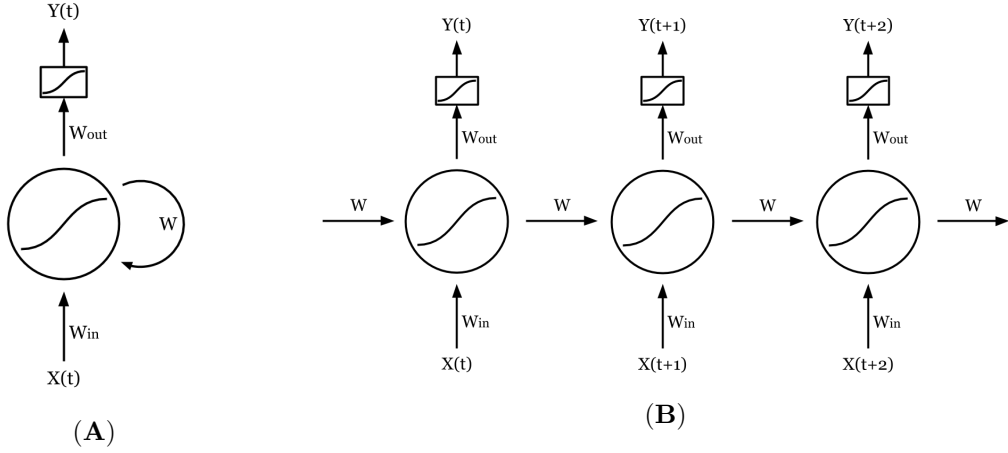 Y(t)
Wout
W
Win
X(t)
(A)
Y(t) Y(t+1) Y(t+2)
Wout Wout Wout
W W W W
Win Win Win
X(t) X(t+1) X(t+2)
(B)